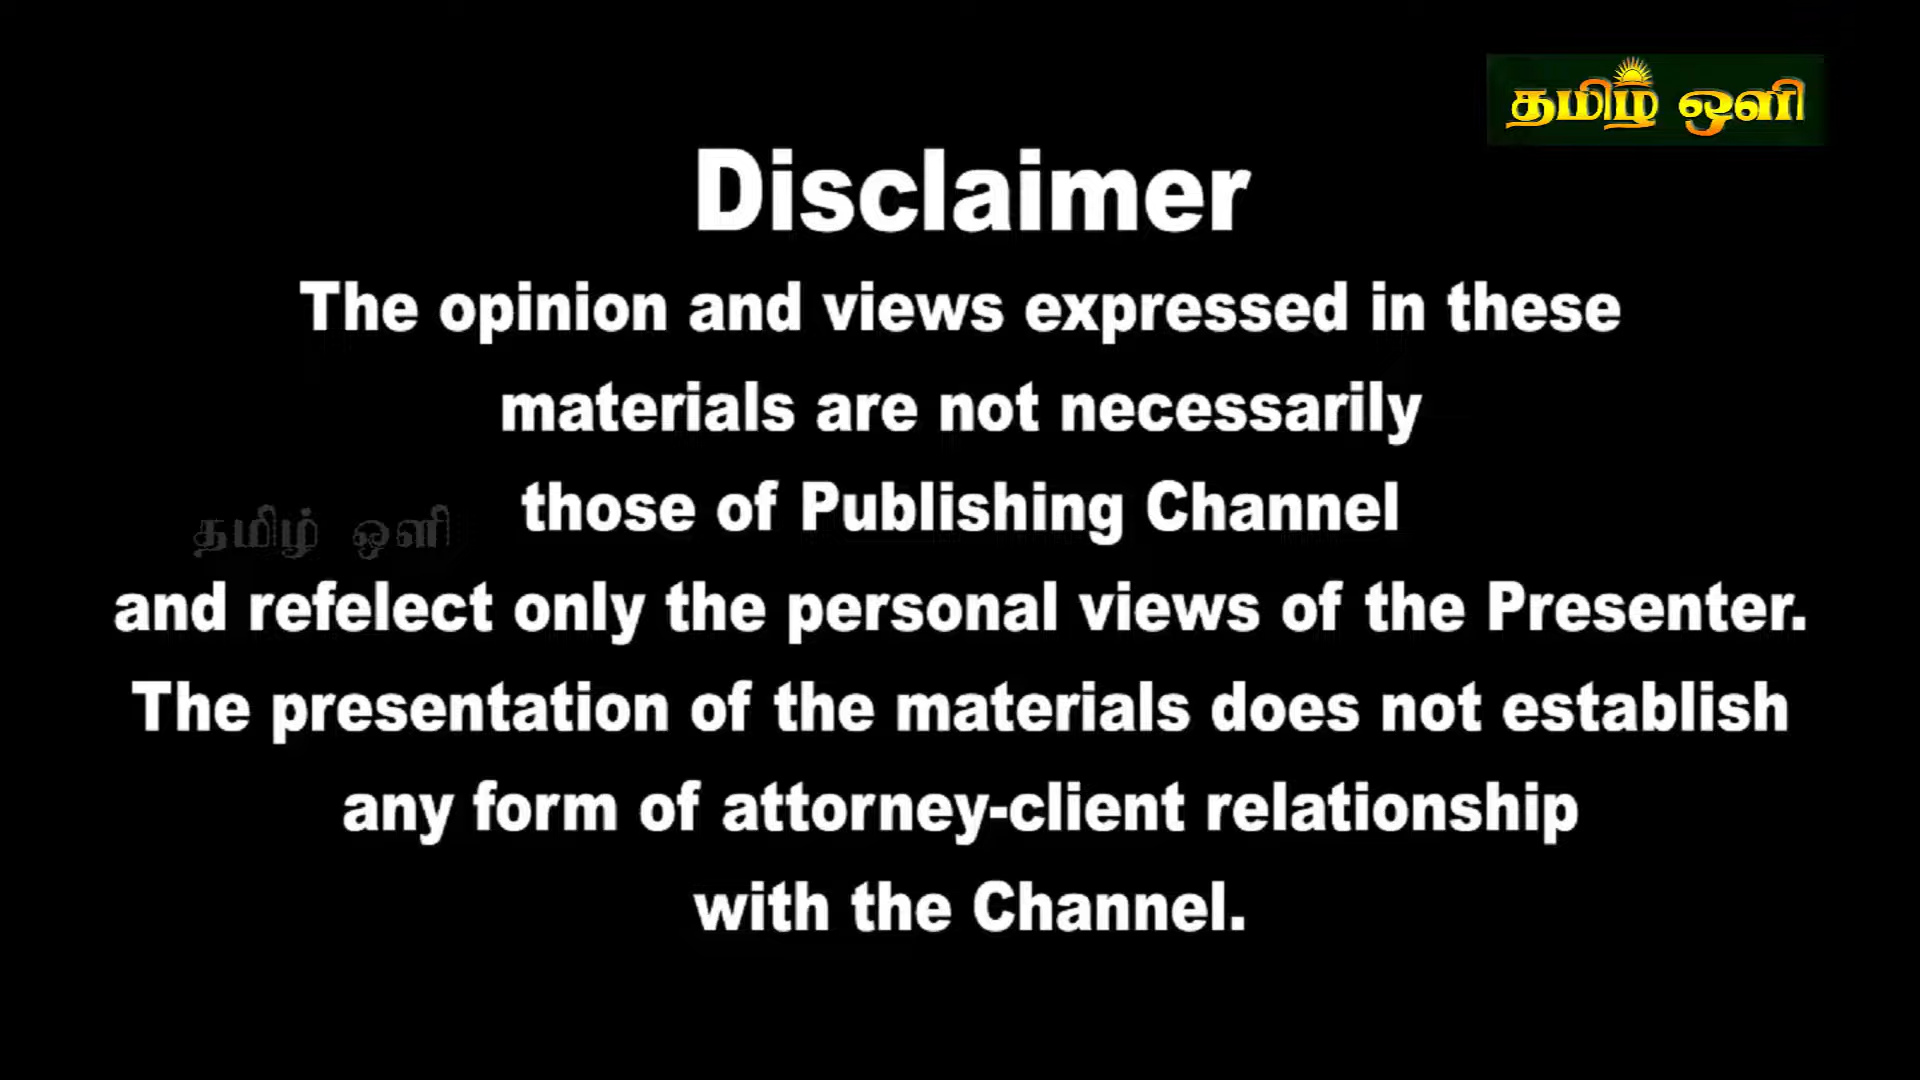 தமிழ் ஒளி
Disclaimer
The opinion and views expressed in these
materials are not necessarily
those of Publishing Channel
தமிழ் ஒளி
and refelect only the personal views of the Presenter.
The presentation of the materials does not establish
any form of attorney-client relationship
with the Channel.